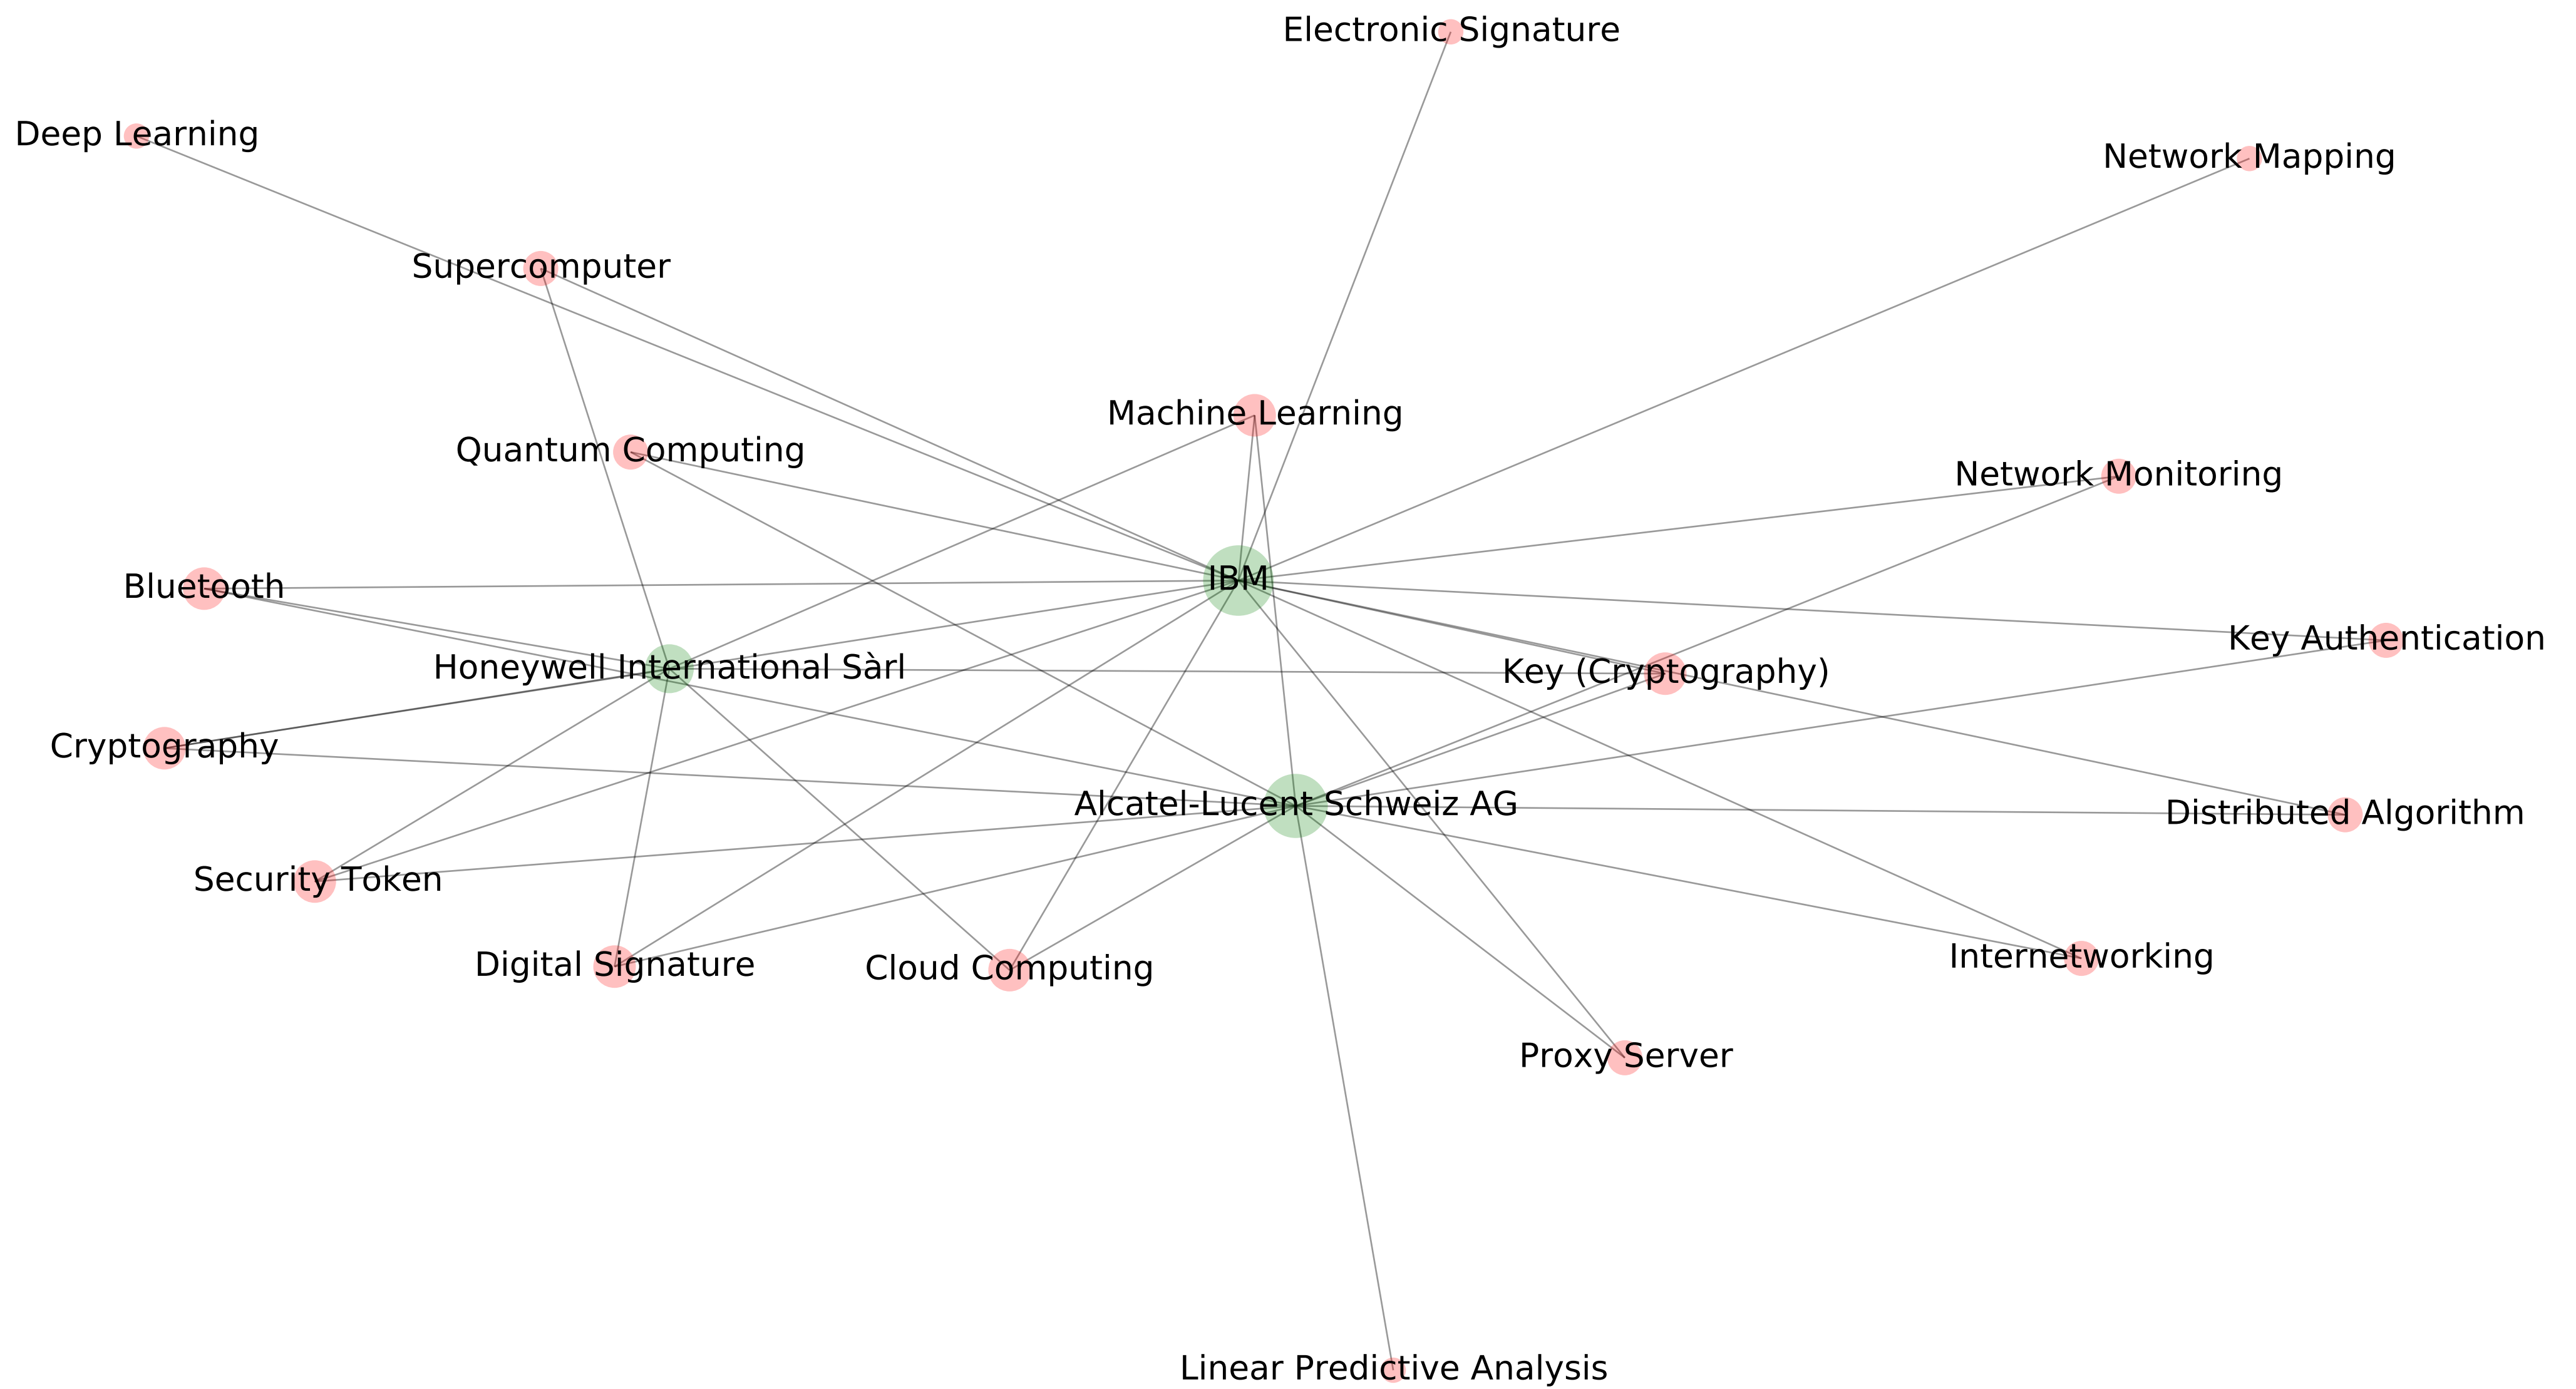 Electronic Signature
Deep Learning
Network Mapping
Supercomputer
Machine Learning
Quantum Computing
Network Monitoring
IBM
Bluetooth
Key Authentication
Honeywell International Sàrl
Key (Cryptography)
Cryptography
Alcatel-Lucent Schweiz AG
Distributed Algorithm
Security Token
Internetworking
Digital Signature
Cloud Computing
Proxy Server
Linear Predictive Analysis